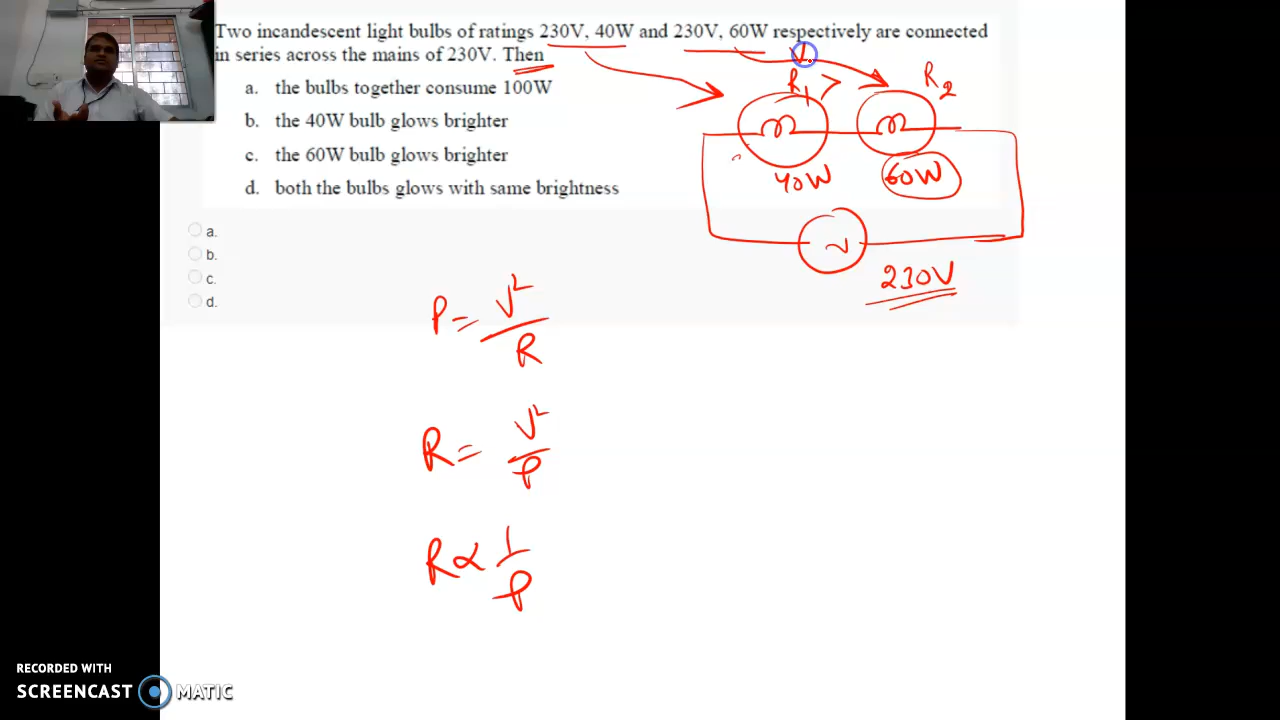 Two incandescent light bulbs of ratings 230V, 40W and 230V, 60W respectively are connected
in series across the mains of 230V. Then
a. the bulbs together consume 100W
b. the 40W bulb glows brighter
c. the 60W bulb glows brighter
d. both the bulbs glows with same brightness
a.
b.
c.
d.
R1 > R2
40W
60W
230V
P = V²/R
R = V²/P
R ∝ 1/P
RECORDED WITH
SCREENCAST MATIC